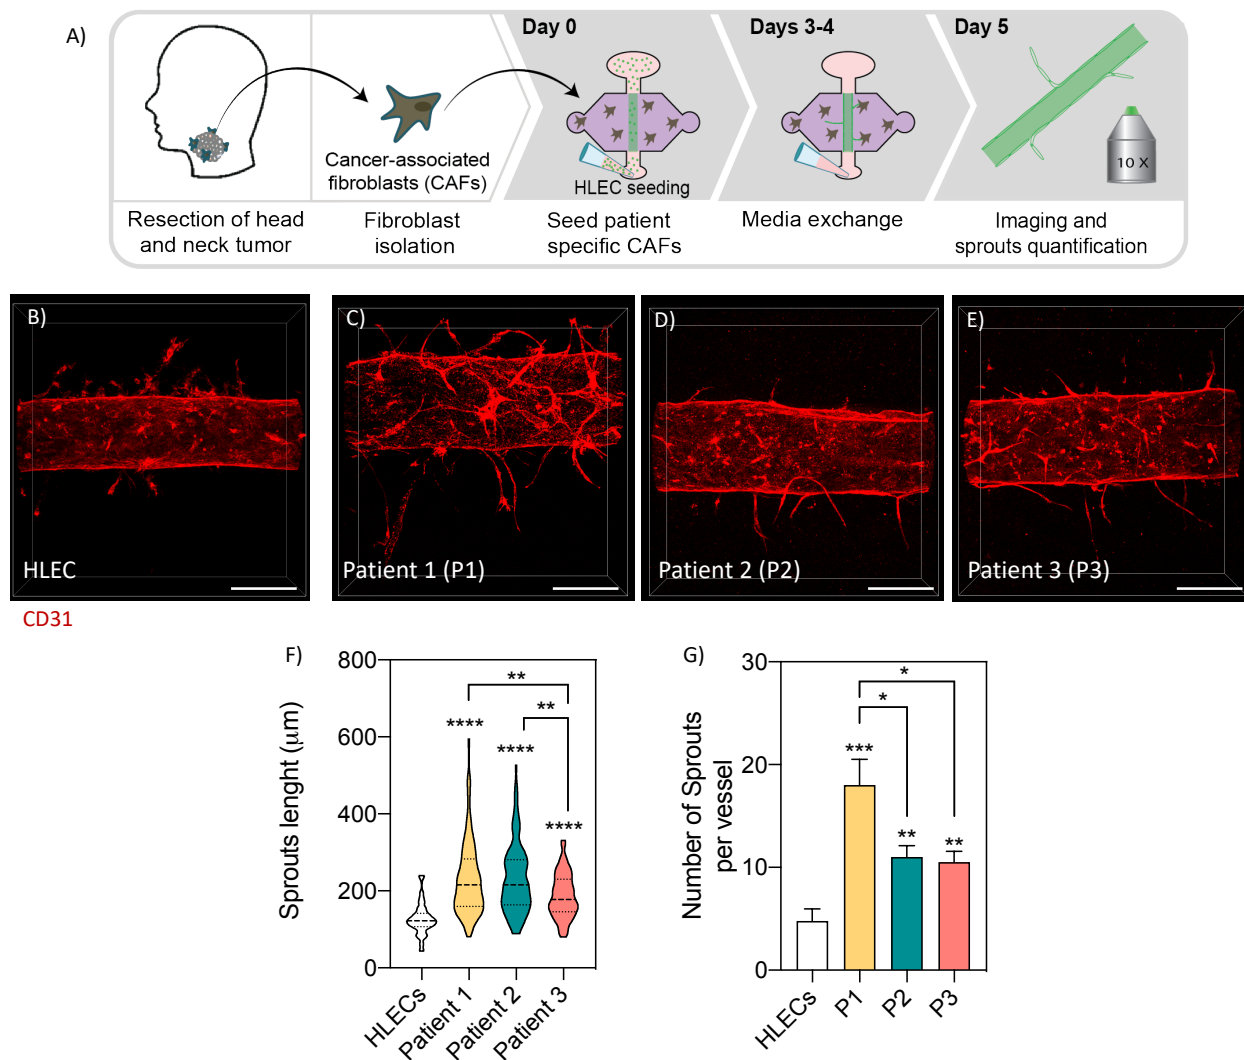 A)
Day 0
Days 3-4
Day 5
Cancer-associated
fibroblasts (CAFs)
HLEC seeding
10 X
Resection of head
and neck tumor
Fibroblast
isolation
Seed patient
specific CAFs
Media exchange
Imaging and
sprouts quantification
B)
HLEC
C)
Patient 1 (P1)
D)
Patient 2 (P2)
E)
Patient 3 (P3)
CD31
F)
Sprouts lenght (μm)
800
600
400
200
0
**
**
****
****
****
HLECs
Patient 1
Patient 2
Patient 3
G)
Number of Sprouts
per vessel
30
20
10
0
*
*
***
**
**
HLECs
P1
P2
P3